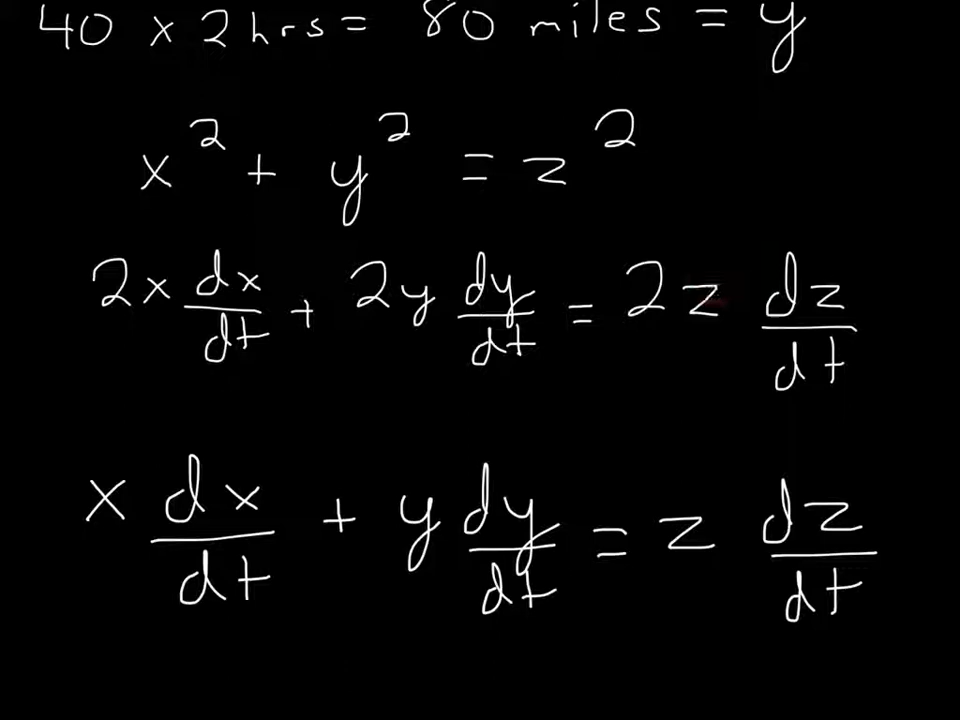 40 x 2 hrs = 80 miles = y
x² + y² = z²
2x dx/dt + 2y dy/dt = 2z dz/dt
x dx/dt + y dy/dt = z dz/dt